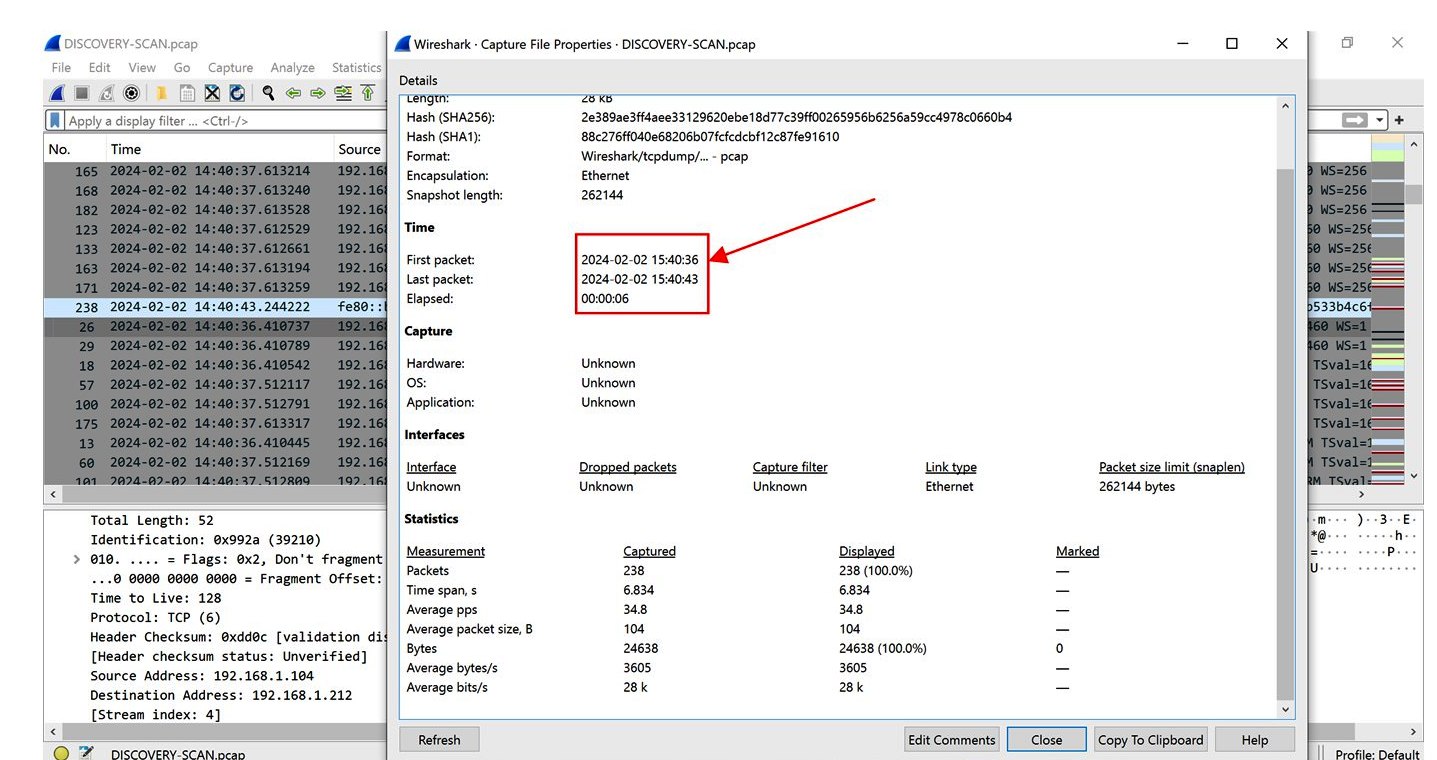 DISCOVERY-SCAN.pcap
File Edit View Go Capture Analyze Statistics
Apply a display filter ... <Ctrl-/>
+
No. Time Source
165 2024-02-02 14:40:37.613214 192.168
168 2024-02-02 14:40:37.613240 192.168
182 2024-02-02 14:40:37.613528 192.168
123 2024-02-02 14:40:37.612529 192.168
133 2024-02-02 14:40:37.612661 192.168
163 2024-02-02 14:40:37.613194 192.168
171 2024-02-02 14:40:37.613259 192.168
238 2024-02-02 14:40:43.244222 fe80::
26 2024-02-02 14:40:36.410737 192.168
29 2024-02-02 14:40:36.410789 192.168
18 2024-02-02 14:40:36.410542 192.168
57 2024-02-02 14:40:37.512117 192.168
100 2024-02-02 14:40:37.512791 192.168
175 2024-02-02 14:40:37.613317 192.168
13 2024-02-02 14:40:36.410445 192.168
60 2024-02-02 14:40:37.512169 192.168
101 2024-02-02 14:40:37.512809 192.168
Total Length: 52
Identification: 0x992a (39210)
010. .... = Flags: 0x2, Don't fragment
...0 0000 0000 0000 = Fragment Offset:
Time to Live: 128
Protocol: TCP (6)
Header Checksum: 0xdd0c [validation dis
[Header checksum status: Unverified]
Source Address: 192.168.1.104
Destination Address: 192.168.1.212
[Stream index: 4]
DISCOVERY-SCAN.pcap
Wireshark · Capture File Properties · DISCOVERY-SCAN.pcap
Details
Length: 28 kB
Hash (SHA256): 2e389ae3ff4aee33129620ebe18d77c39ff00265956b6256a59cc4978c0660b4
Hash (SHA1): 88c276ff040e68206b07fcfcdcbf12c87fe91610
Format: Wireshark/tcpdump/... - pcap
Encapsulation: Ethernet
Snapshot length: 262144
Time
First packet: 2024-02-02 15:40:36
Last packet: 2024-02-02 15:40:43
Elapsed: 00:00:06
Capture
Hardware: Unknown
OS: Unknown
Application: Unknown
Interfaces
Interface Dropped packets Capture filter Link type Packet size limit (snaplen)
Unknown Unknown Unknown Ethernet 262144 bytes
Statistics
Measurement Captured Displayed Marked
Packets 238 238 (100.0%) —
Time span, s 6.834 6.834 —
Average pps 34.8 34.8 —
Average packet size, B 104 104 —
Bytes 24638 24638 (100.0%) 0
Average bytes/s 3605 3605 —
Average bits/s 28 k 28 k —
Refresh Edit Comments Close Copy To Clipboard Help
0 WS=256
0 WS=256
0 WS=256
60 WS=256
60 WS=256
60 WS=256
60 WS=256
b533b4c6f
460 WS=1
460 WS=1
TSval=16
TSval=16
TSval=16
TSval=16
M TSval=1
M TSval=1
RM TSval=
·m··· )··3··E·
*@··· ·····h··
=···· ····P···
U···· ········
Profile: Default